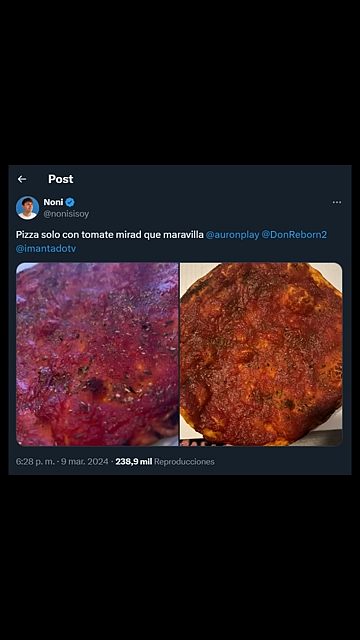 Post
Noni
@nonisisoy
Pizza solo con tomate mirad que maravilla @auronplay @DonReborn2
@imantadotv
6:28 p. m. · 9 mar. 2024 · 238,9 mil Reproducciones